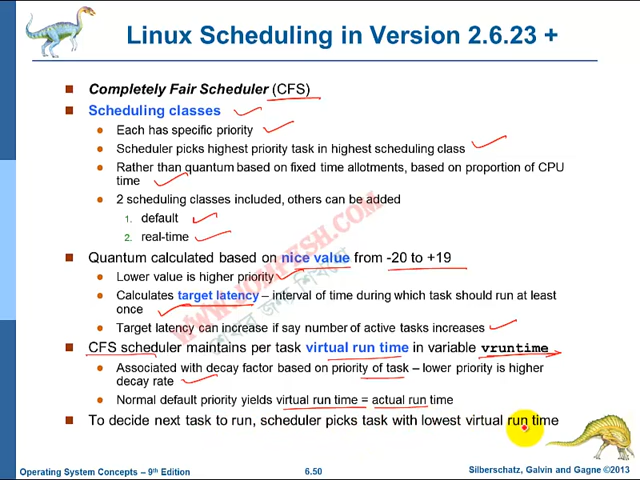 Linux Scheduling in Version 2.6.23 +
Completely Fair Scheduler (CFS)
Scheduling classes
Each has specific priority
Scheduler picks highest priority task in highest scheduling class
Rather than quantum based on fixed time allotments, based on proportion of CPU
time
2 scheduling classes included, others can be added
1. default
2. real-time
Quantum calculated based on nice value from -20 to +19
Lower value is higher priority
Calculates target latency – interval of time during which task should run at least
once
Target latency can increase if say number of active tasks increases
CFS scheduler maintains per task virtual run time in variable vruntime
Associated with decay factor based on priority of task – lower priority is higher
decay rate
Normal default priority yields virtual run time = actual run time
To decide next task to run, scheduler picks task with lowest virtual run time
Operating System Concepts – 9th Edition
6.50
Silberschatz, Galvin and Gagne ©2013